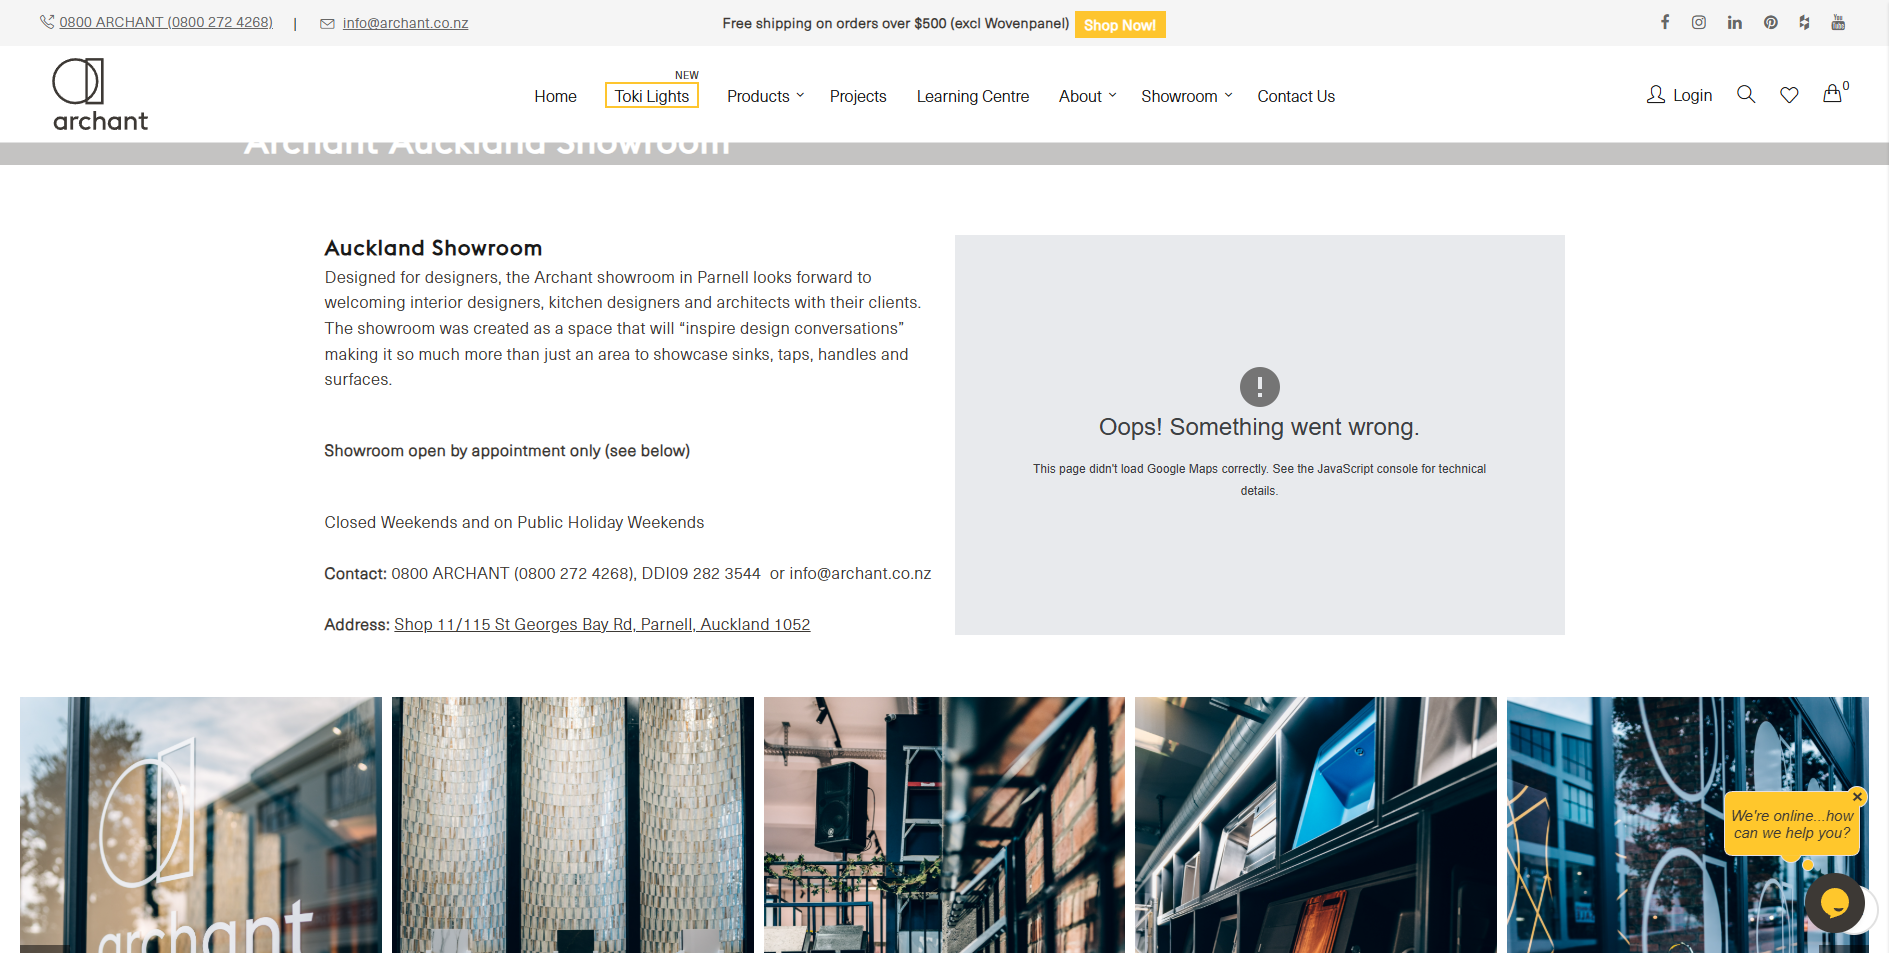 0800 ARCHANT (0800 272 4268) | info@archant.co.nz Free shipping on orders over $500 (excl Wovenpanel) Shop Now!
archant
NEW
Home Toki Lights Products Projects Learning Centre About Showroom Contact Us Login 0
Archant Auckland Showroom
Auckland Showroom
Designed for designers, the Archant showroom in Parnell looks forward to
welcoming interior designers, kitchen designers and architects with their clients.
The showroom was created as a space that will “inspire design conversations”
making it so much more than just an area to showcase sinks, taps, handles and
surfaces.
Showroom open by appointment only (see below)
Closed Weekends and on Public Holiday Weekends
Contact: 0800 ARCHANT (0800 272 4268), DDI09 282 3544 or info@archant.co.nz
Address: Shop 11/115 St Georges Bay Rd, Parnell, Auckland 1052
Oops! Something went wrong.
This page didn't load Google Maps correctly. See the JavaScript console for technical
details.
archant
We're online...how
can we help you?